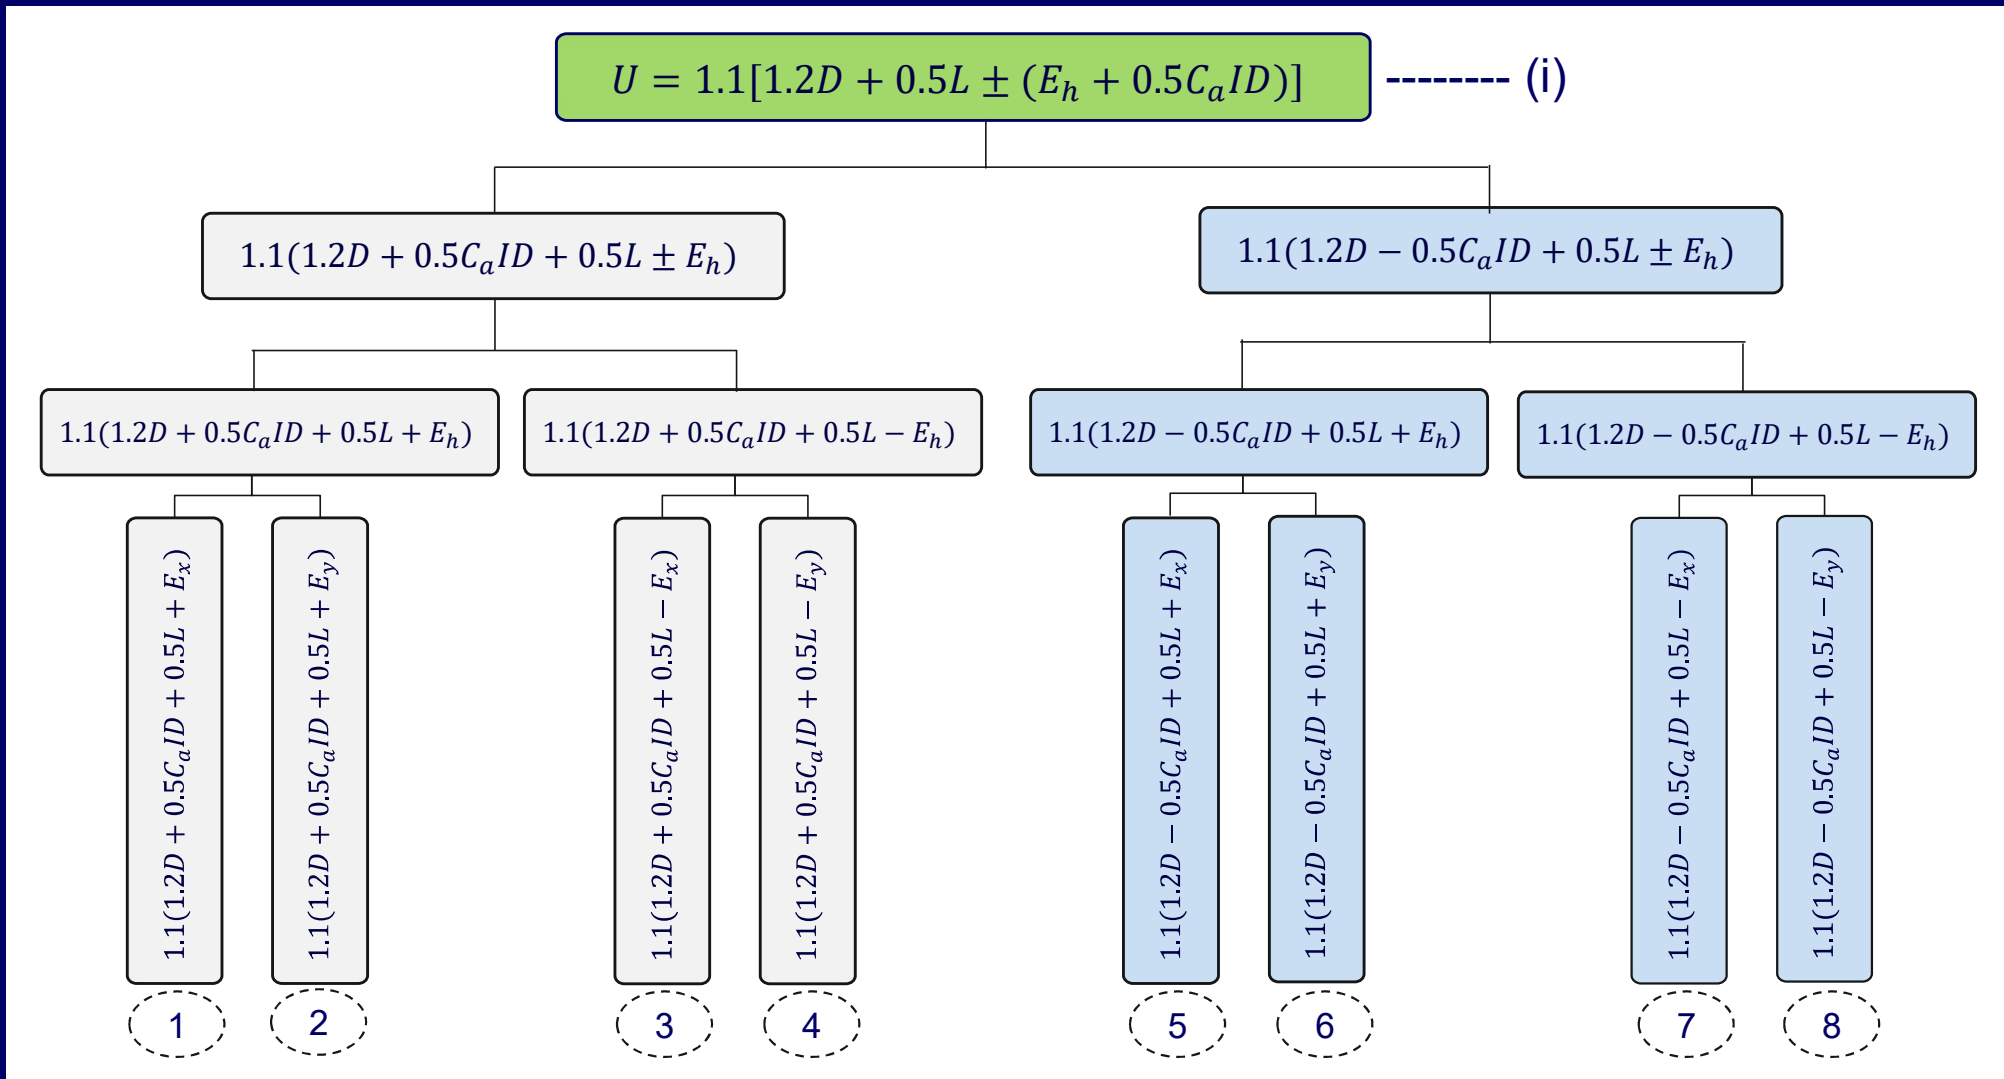 U = 1.1[1.2D + 0.5L ± (E_h + 0.5C_aID)] -------- (i)
1.1(1.2D + 0.5C_aID + 0.5L ± E_h)
1.1(1.2D − 0.5C_aID + 0.5L ± E_h)
1.1(1.2D + 0.5C_aID + 0.5L + E_h)
1.1(1.2D + 0.5C_aID + 0.5L − E_h)
1.1(1.2D − 0.5C_aID + 0.5L + E_h)
1.1(1.2D − 0.5C_aID + 0.5L − E_h)
1.1(1.2D + 0.5C_aID + 0.5L + E_x)
1.1(1.2D + 0.5C_aID + 0.5L + E_y)
1.1(1.2D + 0.5C_aID + 0.5L − E_x)
1.1(1.2D + 0.5C_aID + 0.5L − E_y)
1.1(1.2D − 0.5C_aID + 0.5L + E_x)
1.1(1.2D − 0.5C_aID + 0.5L + E_y)
1.1(1.2D − 0.5C_aID + 0.5L − E_x)
1.1(1.2D − 0.5C_aID + 0.5L − E_y)
1
2
3
4
5
6
7
8